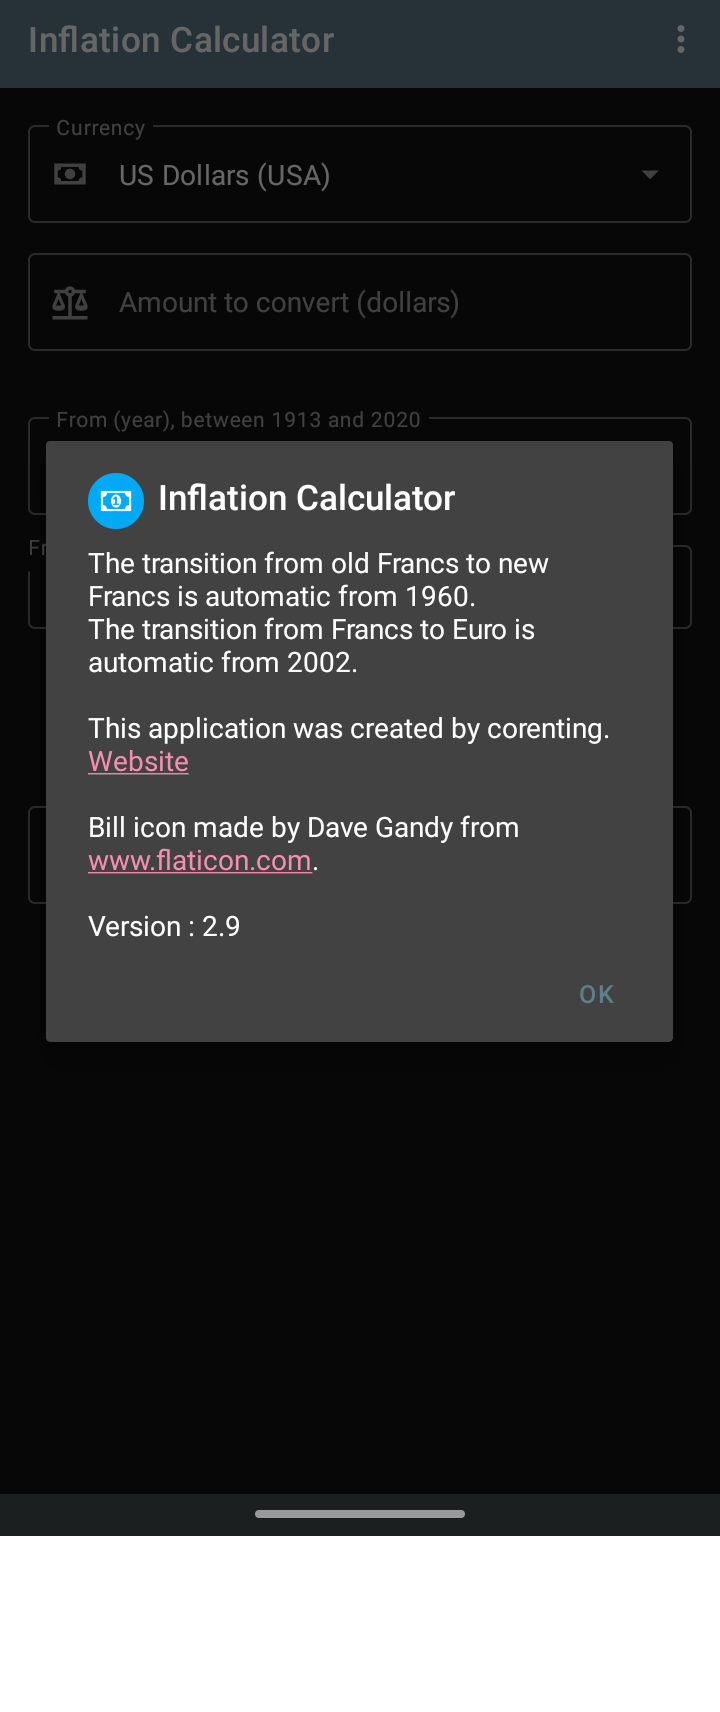 Inflation Calculator
Currency
US Dollars (USA)
Amount to convert (dollars)
From (year), between 1913 and 2020
Inflation Calculator
The transition from old Francs to new
Francs is automatic from 1960.
The transition from Francs to Euro is
automatic from 2002.
This application was created by corenting.
Website
Bill icon made by Dave Gandy from
www.flaticon.com.
Version : 2.9
OK